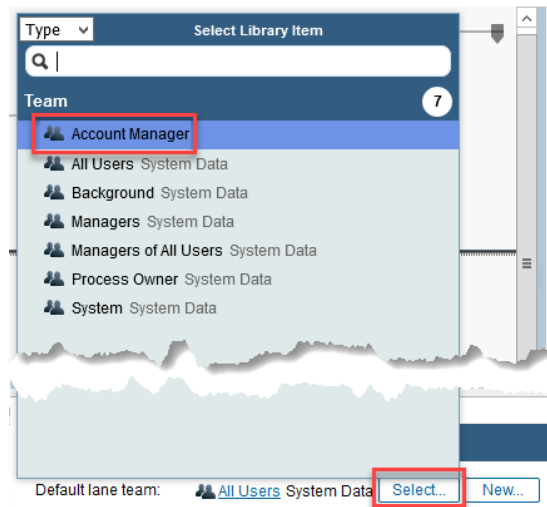 Type Select Library Item
Team 7
Account Manager
All Users System Data
Background System Data
Managers System Data
Managers of All Users System Data
Process Owner System Data
System System Data
Default lane team: All Users System Data Select... New...